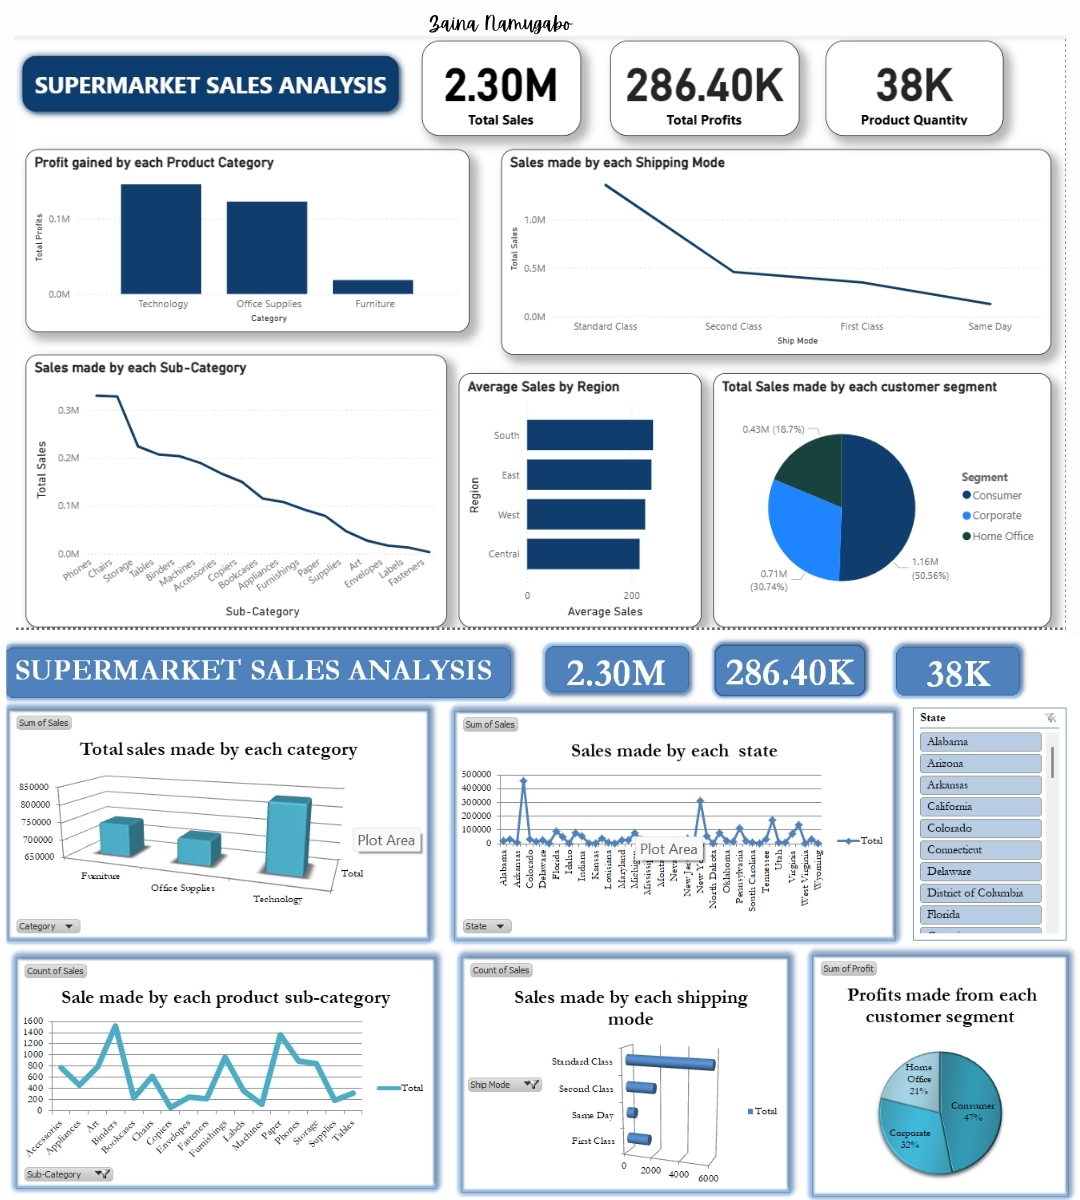 Zaina Namugabo
SUPERMARKET SALES ANALYSIS
2.30M
Total Sales
286.40K
Total Profits
38K
Product Quantity
Profit gained by each Product Category
Total Profits
0.1M
0.0M
Technology
Office Supplies
Furniture
Category
Sales made by each Shipping Mode
Total Sales
1.0M
0.5M
0.0M
Standard Class
Second Class
First Class
Same Day
Ship Mode
Sales made by each Sub-Category
Total Sales
0.3M
0.2M
0.1M
0.0M
Phones
Chairs
Storage
Tables
Binders
Machines
Accessories
Copiers
Bookcases
Appliances
Furnishings
Paper
Supplies
Art
Envelopes
Labels
Fasteners
Sub-Category
Average Sales by Region
Region
South
East
West
Central
0
200
Average Sales
Total Sales made by each customer segment
0.43M (18.7%)
0.71M
(30.74%)
1.16M
(50.56%)
Segment
Consumer
Corporate
Home Office
SUPERMARKET SALES ANALYSIS
2.30M
286.40K
38K
Sum of Sales
Total sales made by each category
850000
800000
750000
700000
650000
Furniture
Office Supplies
Technology
Total
Plot Area
Category
Sum of Sales
Sales made by each state
500000
400000
300000
200000
100000
0
Alabama
Arkansas
Colorado
Delaware
Florida
Idaho
Indiana
Kansas
Louisiana
Maryland
Michig
Mississip
Monta
Neva
New Jer
New Y
North Dakota
Oklahoma
Pennsylvania
South Carolina
Tennessee
Utah
Virginia
West Virginia
Wyoming
Plot Area
Total
State
State
Alabama
Arizona
Arkansas
California
Colorado
Connecticut
Delaware
District of Columbia
Florida
Count of Sales
Sale made by each product sub-category
1600
1400
1200
1000
800
600
400
200
0
Accessories
Appliances
Art
Binders
Bookcases
Chairs
Copiers
Envelopes
Fasteners
Furnishings
Labels
Machines
Paper
Phones
Storage
Supplies
Tables
Total
Sub-Category
Count of Sales
Sales made by each shipping
mode
Ship Mode
Standard Class
Second Class
Same Day
First Class
0
2000
4000
6000
Total
Sum of Profit
Profits made from each
customer segment
Home
Office
21%
Consumer
47%
Corporate
32%